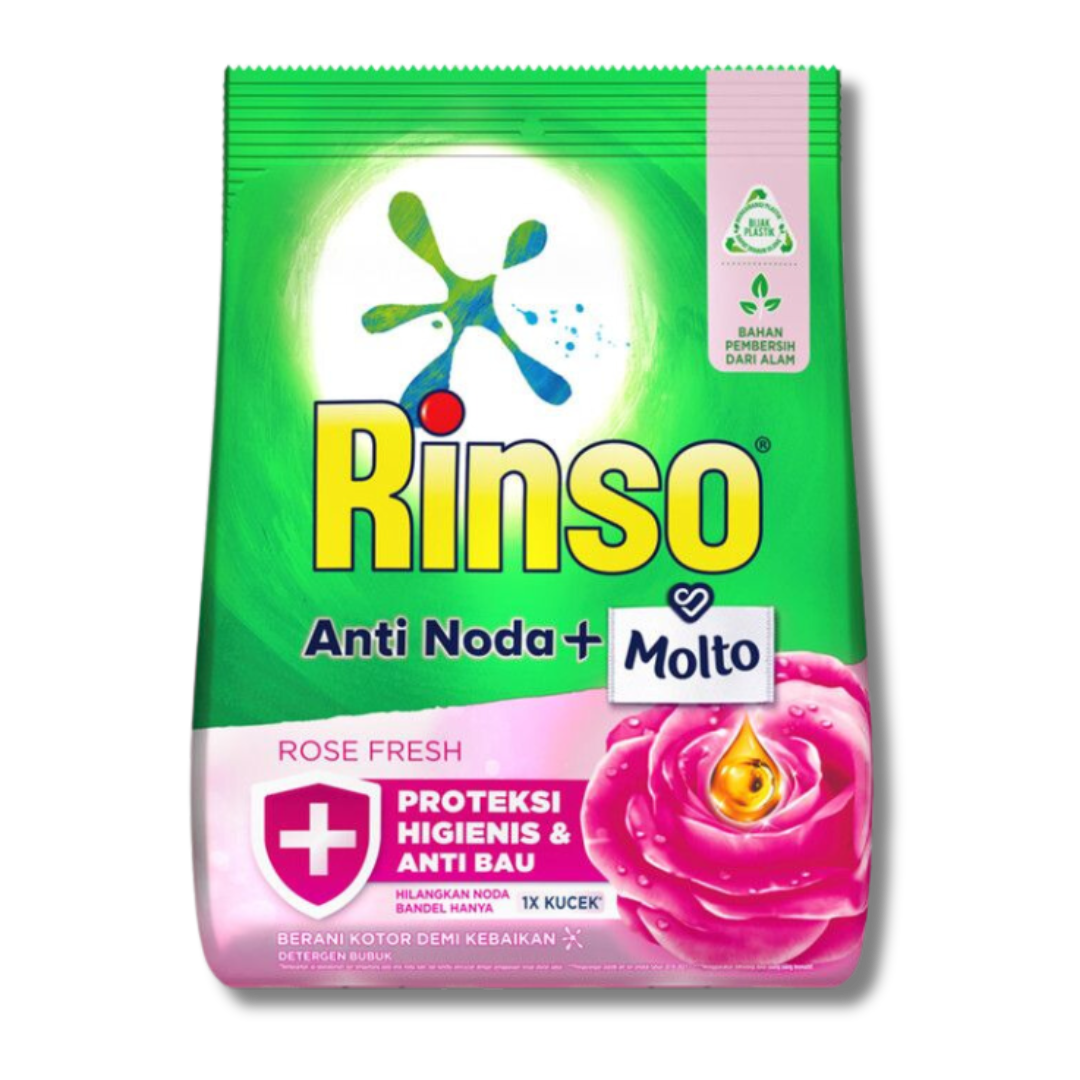 BIJAK
PLASTIK
BAHAN
PEMBERSIH
DARI ALAM
Rinso®
Anti Noda +
Molto
ROSE FRESH
PROTEKSI
HIGIENIS &
ANTI BAU
HILANGKAN NODA
BANDEL HANYA
1X KUCEK*
BERANI KOTOR DEMI KEBAIKAN
DETERGEN BUBUK